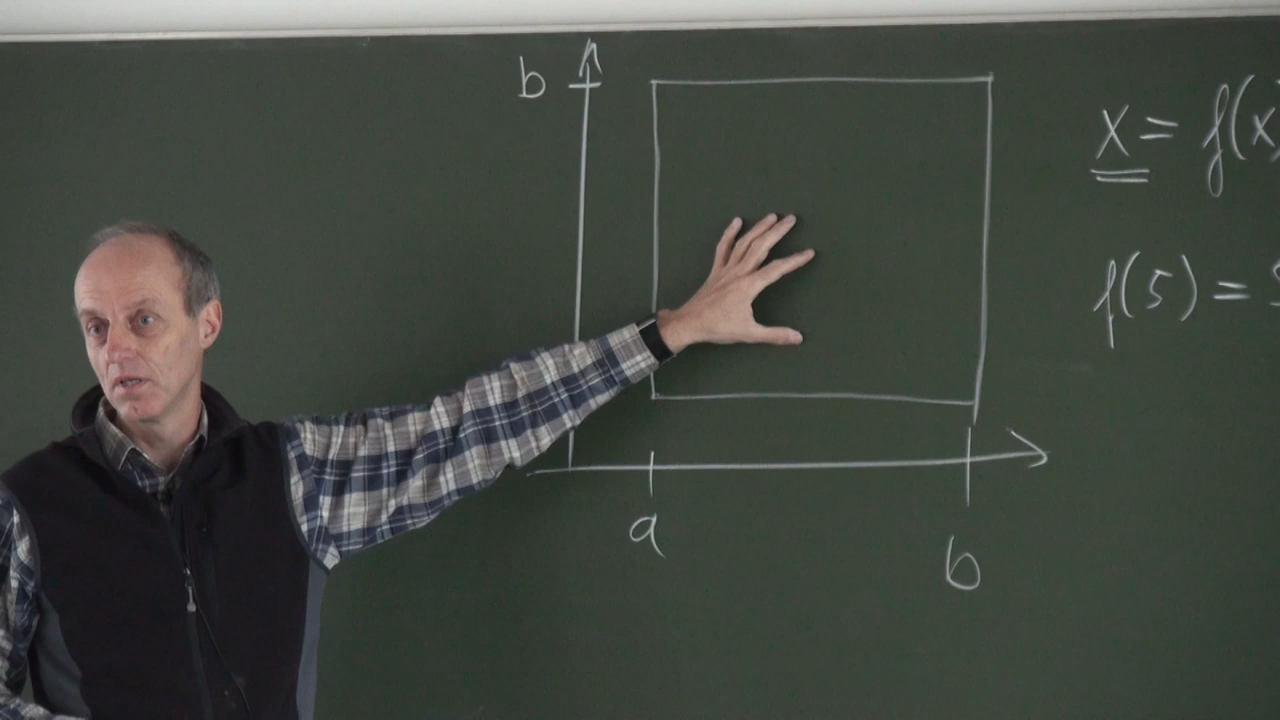 b
x = f(x)
f(5) =
a
b